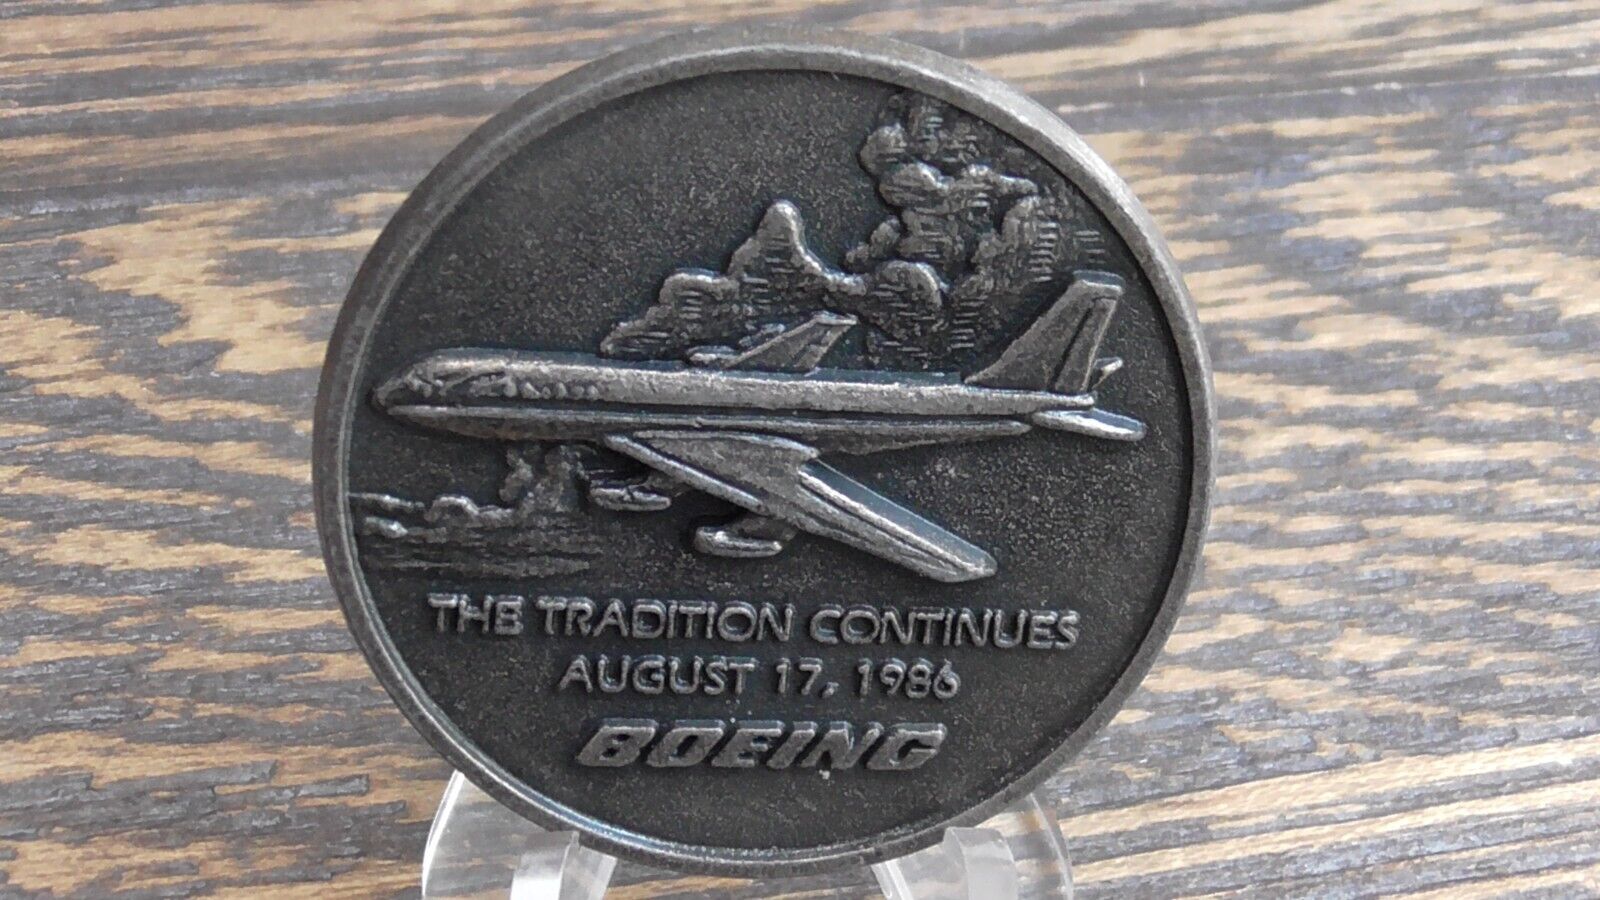 THE TRADITION CONTINUES
AUGUST 17, 1986
BOEING